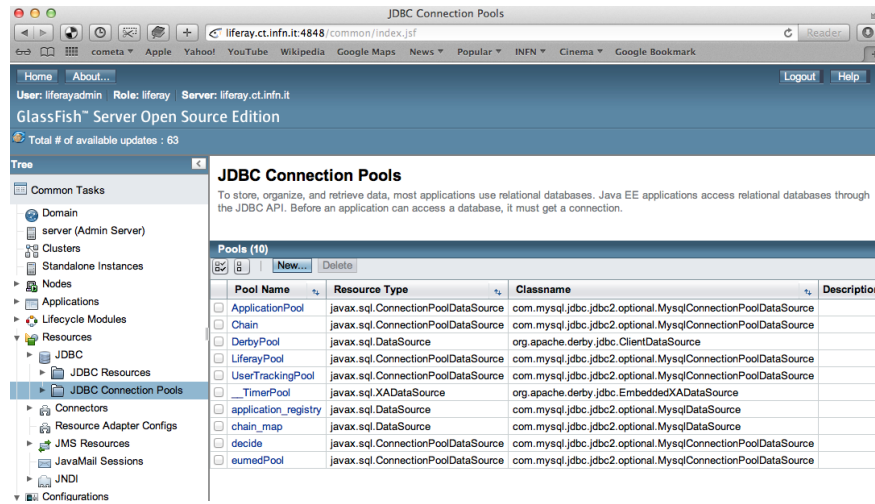 JDBC Connection Pools
liferay.ct.infn.it:4848/common/index.jsf
Reader
cometa Apple Yahoo! YouTube Wikipedia Google Maps News Popular INFN Cinema Google Bookmark
Home About... Logout Help
User: liferayadmin Role: liferay Server: liferay.ct.infn.it
GlassFish™ Server Open Source Edition
Total # of available updates : 63
Tree
Common Tasks
Domain
server (Admin Server)
Clusters
Standalone Instances
Nodes
Applications
Lifecycle Modules
Resources
JDBC
JDBC Resources
JDBC Connection Pools
Connectors
Resource Adapter Configs
JMS Resources
JavaMail Sessions
JNDI
Configurations
JDBC Connection Pools
To store, organize, and retrieve data, most applications use relational databases. Java EE applications access relational databases through
the JDBC API. Before an application can access a database, it must get a connection.
Pools (10)
New... Delete
Pool Name Resource Type Classname Description
ApplicationPool javax.sql.ConnectionPoolDataSource com.mysql.jdbc.jdbc2.optional.MysqlConnectionPoolDataSource
Chain javax.sql.ConnectionPoolDataSource com.mysql.jdbc.jdbc2.optional.MysqlConnectionPoolDataSource
DerbyPool javax.sql.DataSource org.apache.derby.jdbc.ClientDataSource
LiferayPool javax.sql.ConnectionPoolDataSource com.mysql.jdbc.jdbc2.optional.MysqlConnectionPoolDataSource
UserTrackingPool javax.sql.ConnectionPoolDataSource com.mysql.jdbc.jdbc2.optional.MysqlConnectionPoolDataSource
__TimerPool javax.sql.XADataSource org.apache.derby.jdbc.EmbeddedXADataSource
application_registry javax.sql.DataSource com.mysql.jdbc.jdbc2.optional.MysqlDataSource
chain_map javax.sql.DataSource com.mysql.jdbc.jdbc2.optional.MysqlDataSource
decide javax.sql.ConnectionPoolDataSource com.mysql.jdbc.jdbc2.optional.MysqlConnectionPoolDataSource
eumedPool javax.sql.ConnectionPoolDataSource com.mysql.jdbc.jdbc2.optional.MysqlConnectionPoolDataSource